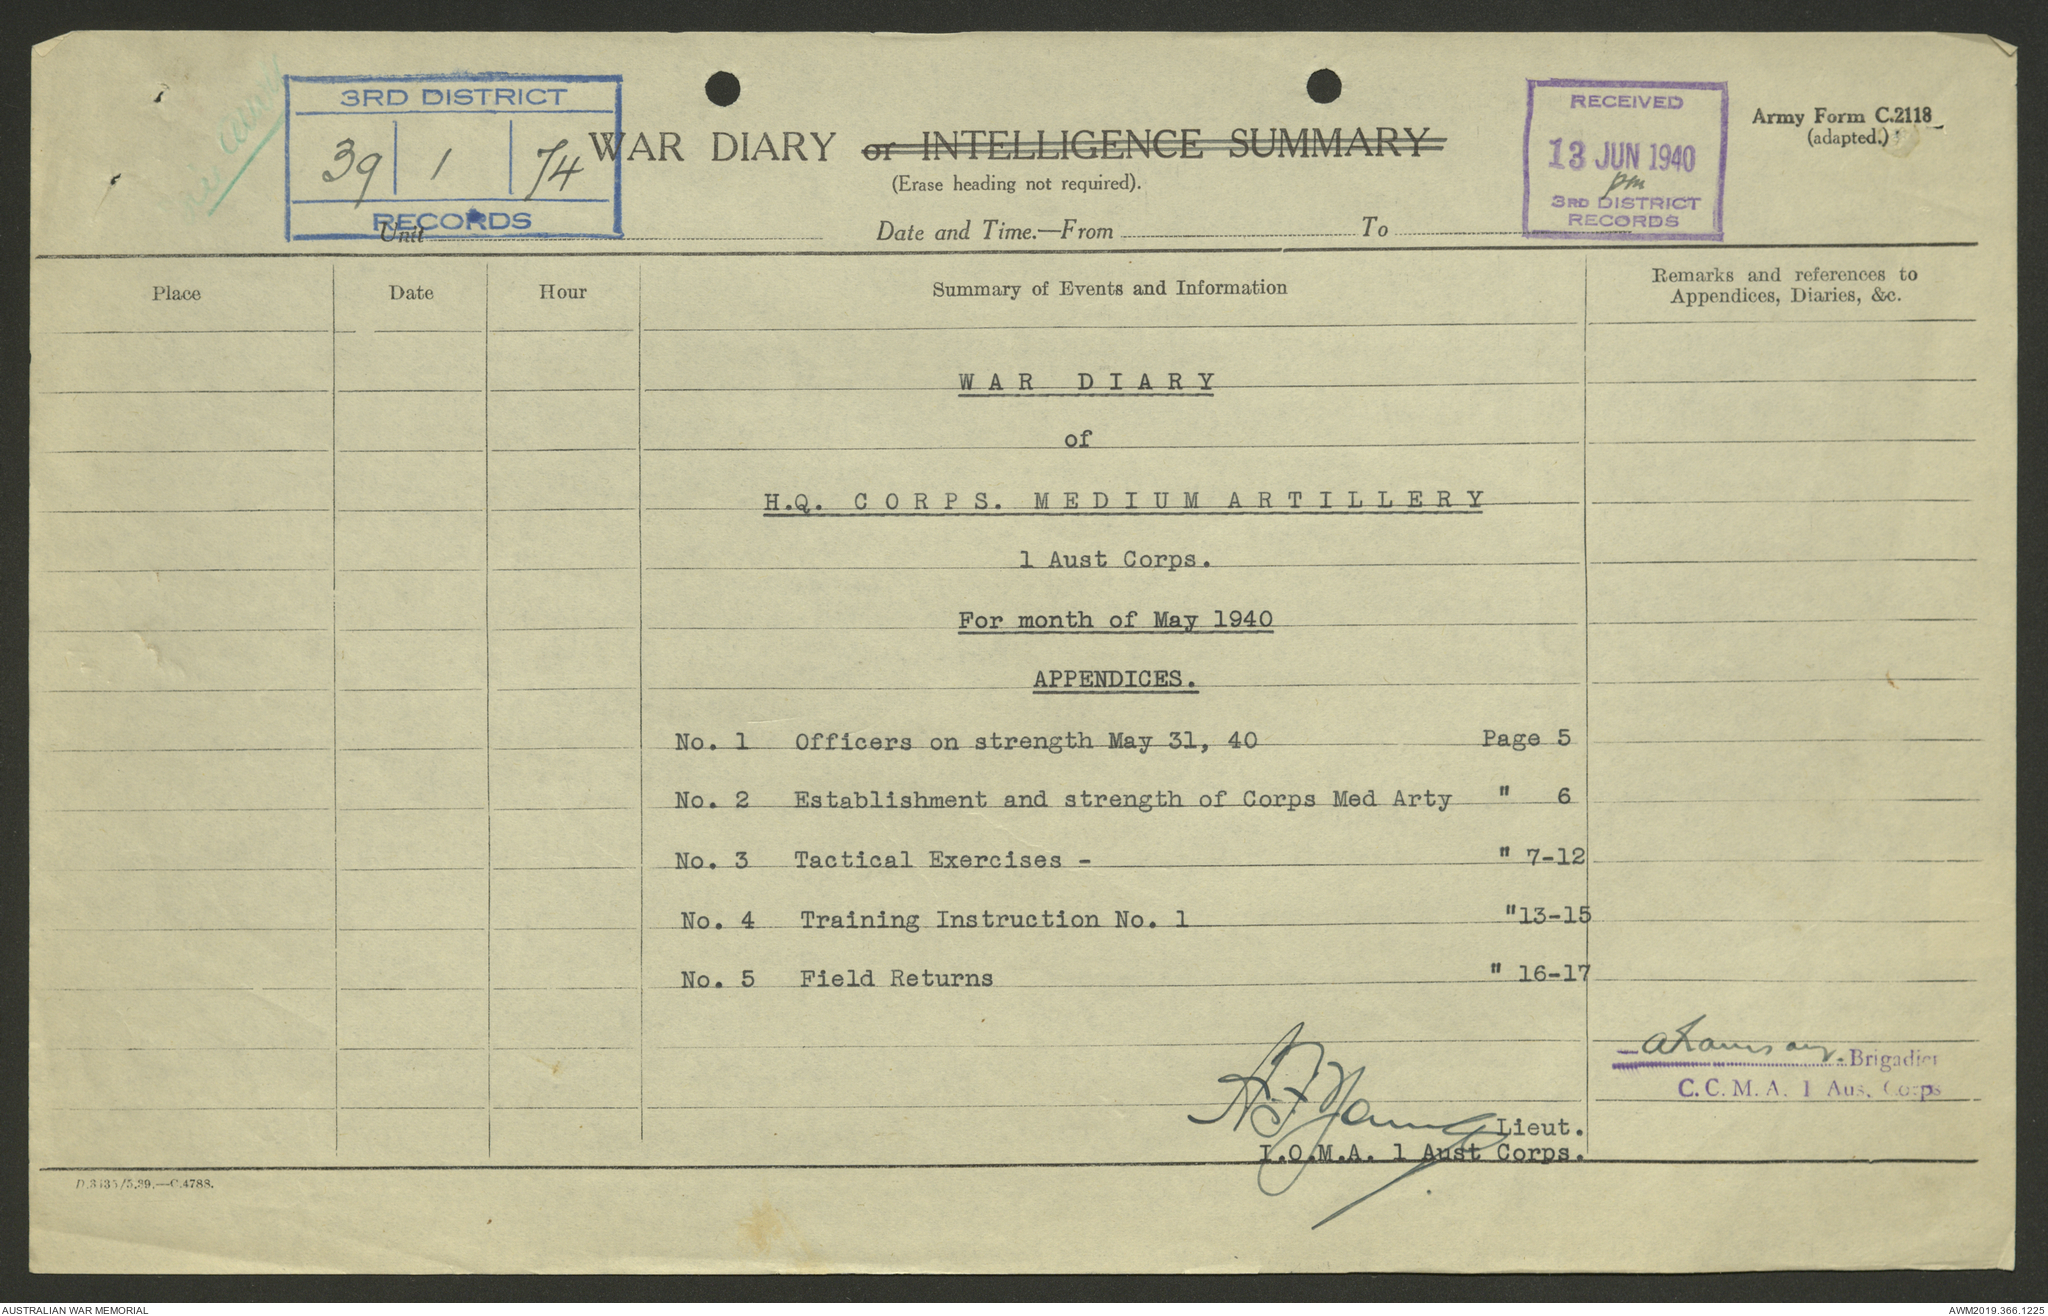 3RD DISTRICT
39 1 74
RECORDS
WAR DIARY or INTELLIGENCE SUMMARY
(Erase heading not required).
RECEIVED
13 JUN 1940
pm
3RD DISTRICT
RECORDS
Army Form C.2118
(adapted.)
Unit
Date and Time.—From To
Place Date Hour Summary of Events and Information Remarks and references to
Appendices, Diaries, &c.
WAR DIARY
of
H.Q. CORPS. MEDIUM ARTILLERY
1 Aust Corps.
For month of May 1940
APPENDICES.
No. 1 Officers on strength May 31, 40 Page 5
No. 2 Establishment and strength of Corps Med Arty " 6
No. 3 Tactical Exercises - " 7-12
No. 4 Training Instruction No. 1 "13-15
No. 5 Field Returns " 16-17
Brigadier
C.C.M.A. 1 Aus. Corps
Lieut.
I.O.M.A. 1 Aust Corps.
AUSTRALIAN WAR MEMORIAL
AWM2019.366.1225